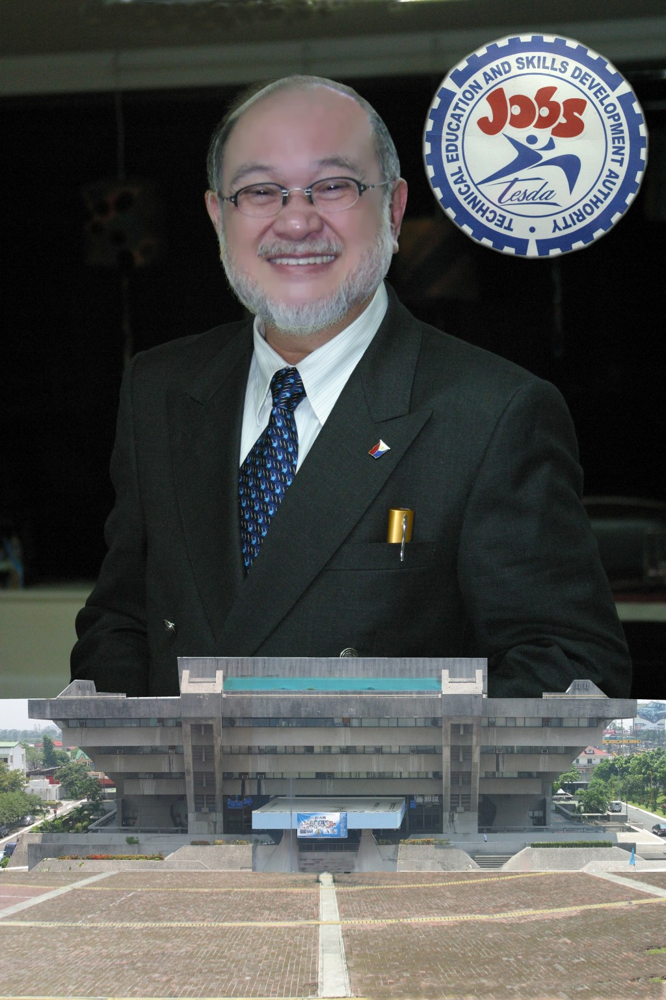 TECHNICAL EDUCATION AND SKILLS DEVELOPMENT AUTHORITY
JOBS
Tesda